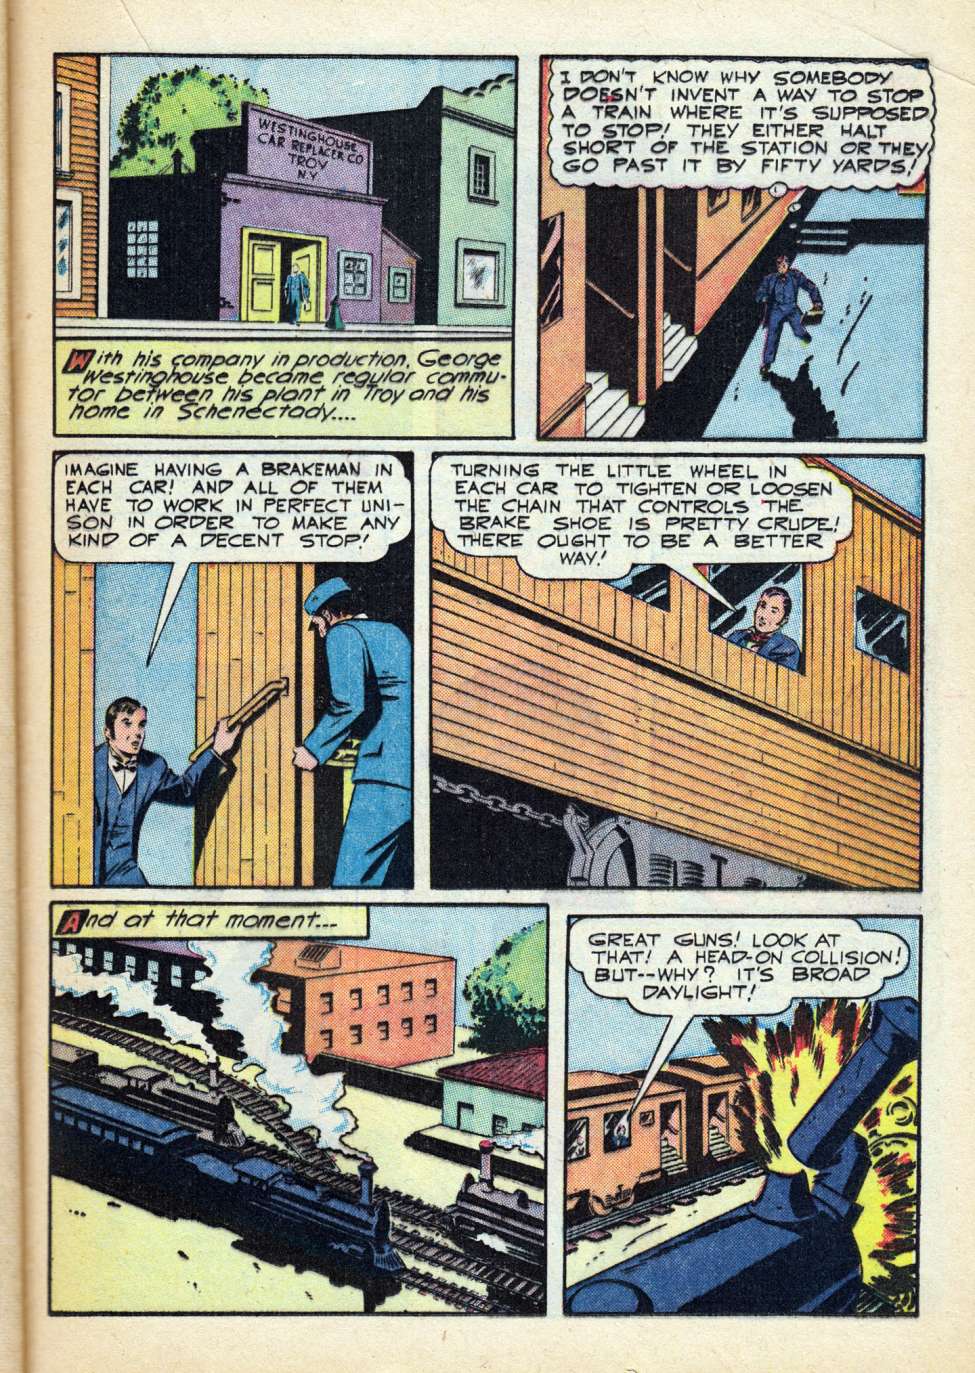 WESTINGHOUSE
CAR REPLACER CO
TROY
N.Y
With his company in production, George
Westinghouse became regular commu-
tor between his plant in Troy and his
home in Schenectady....
I DON'T KNOW WHY SOMEBODY
DOESN'T INVENT A WAY TO STOP
A TRAIN WHERE IT'S SUPPOSED
TO STOP! THEY EITHER HALT
SHORT OF THE STATION OR THEY
GO PAST IT BY FIFTY YARDS!
IMAGINE HAVING A BRAKEMAN IN
EACH CAR! AND ALL OF THEM
HAVE TO WORK IN PERFECT UNI-
SON IN ORDER TO MAKE ANY
KIND OF A DECENT STOP!
TURNING THE LITTLE WHEEL IN
EACH CAR TO TIGHTEN OR LOOSEN
THE CHAIN THAT CONTROLS THE
BRAKE SHOE IS PRETTY CRUDE!
THERE OUGHT TO BE A BETTER
WAY!
And at that moment...
GREAT GUNS! LOOK AT
THAT! A HEAD-ON COLLISION!
BUT--WHY? IT'S BROAD
DAYLIGHT!